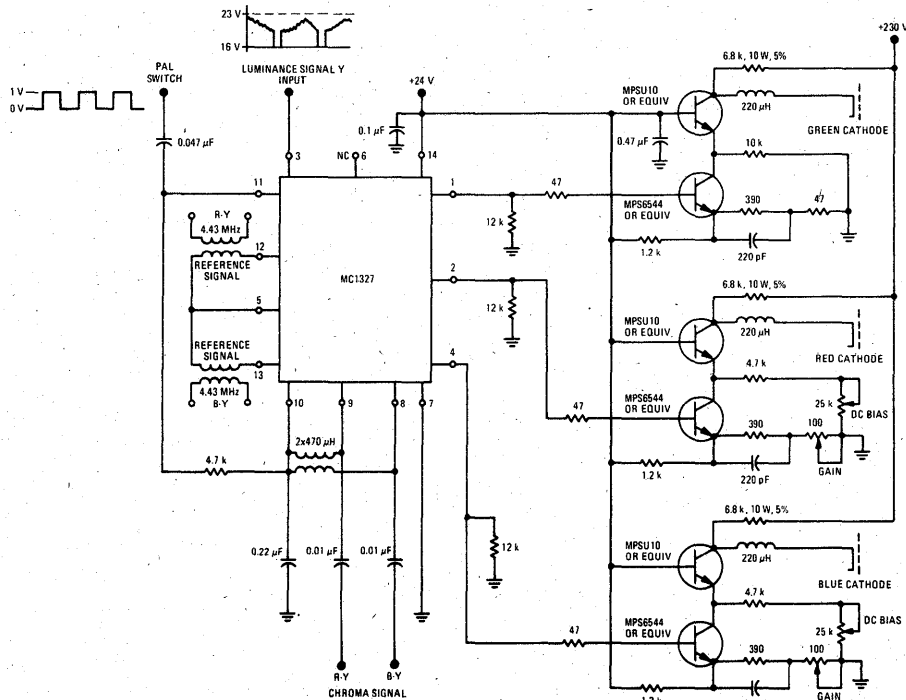 23 V
16 V
PAL
SWITCH
1 V
0 V
0.047 µF
LUMINANCE SIGNAL Y
INPUT
+24 V
0.1 µF
3
NC
6
14
11
1
47
12 k
R-Y
4.43 MHz
12
REFERENCE
SIGNAL
5
MC1327
2
12 k
REFERENCE
SIGNAL
13
4.43 MHz
B-Y
4
10
9
8
7
2x470 µH
4.7 k
47
0.22 µF
0.01 µF
0.01 µF
12 k
47
R-Y
B-Y
CHROMA SIGNAL
+230 V
6.8 k, 10 W, 5%
MPSU10
OR EQUIV
220 µH
GREEN CATHODE
0.47 µF
10 k
MPS6544
OR EQUIV
390
47
1.2 k
220 pF
6.8 k, 10 W, 5%
MPSU10
OR EQUIV
220 µH
RED CATHODE
4.7 k
MPS6544
OR EQUIV
25 k
DC BIAS
390
100
1.2 k
220 pF
GAIN
6.8 k, 10 W, 5%
MPSU10
OR EQUIV
220 µH
BLUE CATHODE
4.7 k
MPS6544
OR EQUIV
25 k
DC BIAS
390
100
GAIN